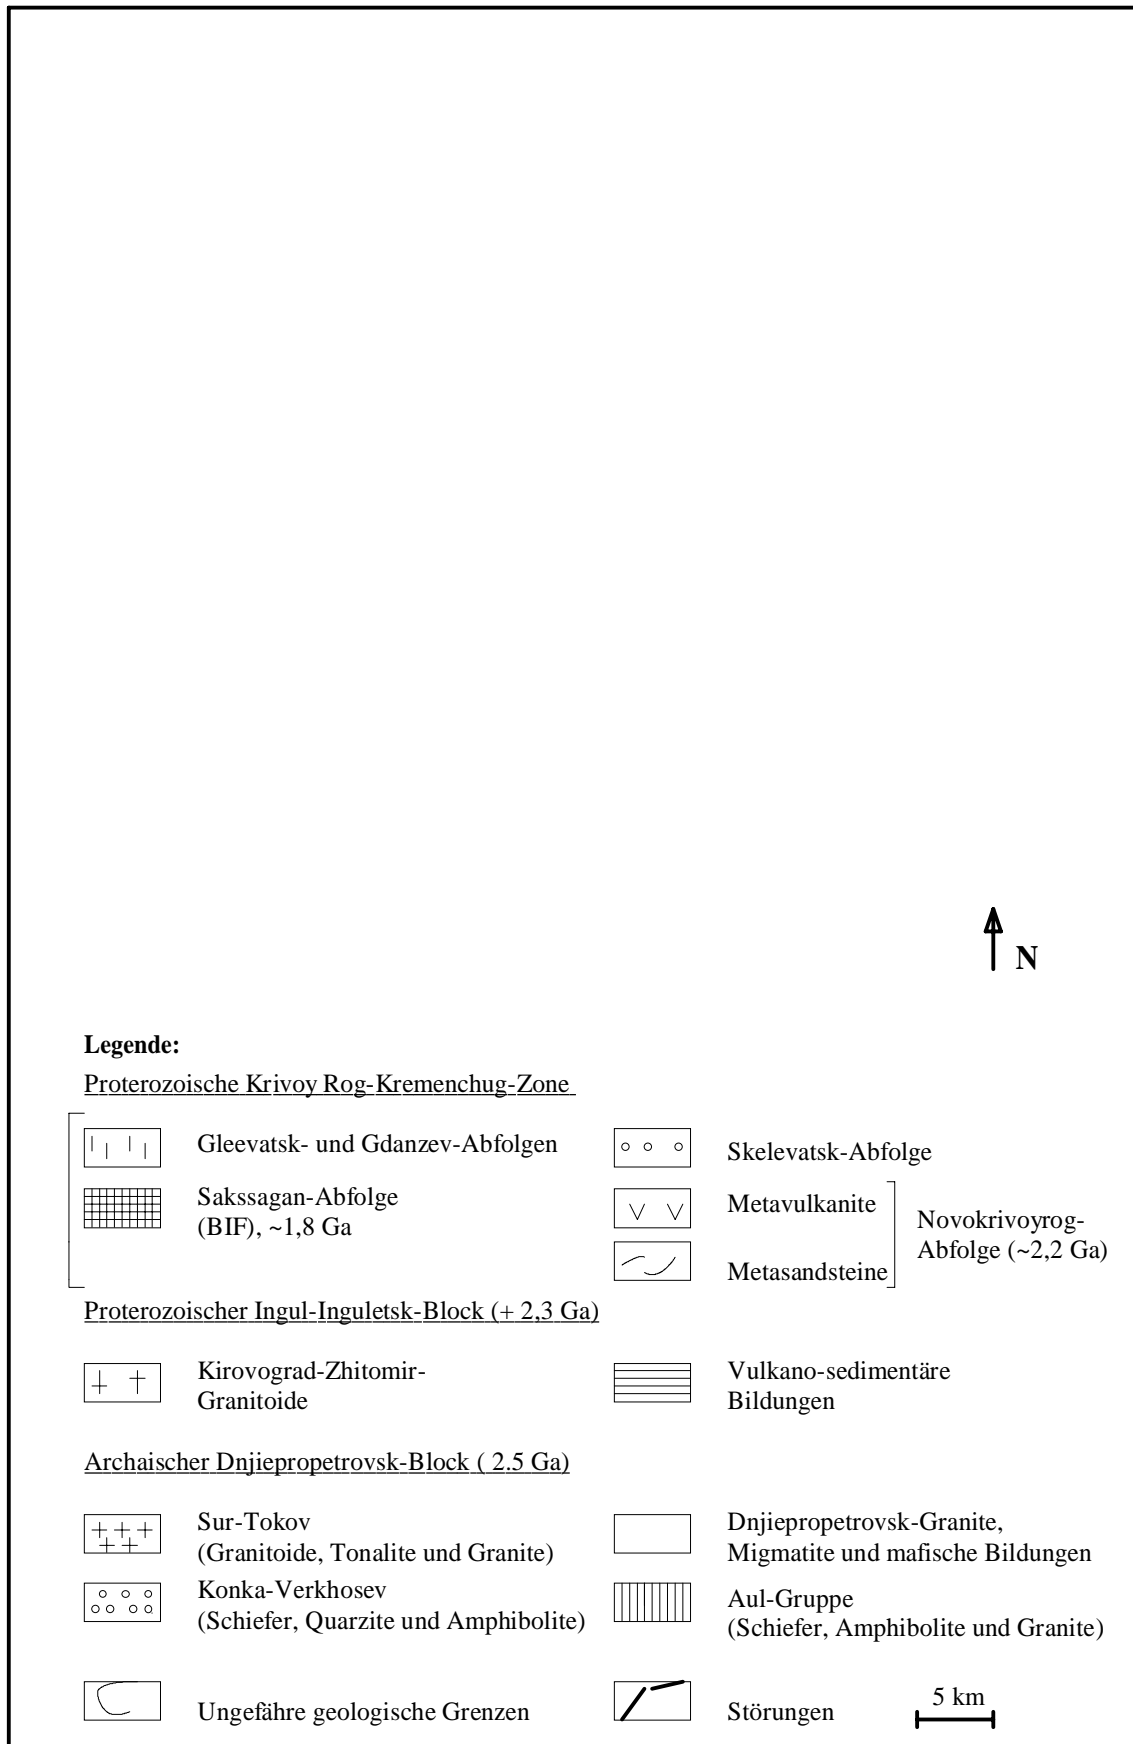 N
Legende:
Proterozoische Krivoy Rog-Kremenchug-Zone
Gleevatsk- und Gdanzev-Abfolgen
Skelevatsk-Abfolge
Sakssagan-Abfolge
(BIF), ~1,8 Ga
Metavulkanite
Metasandsteine
Novokrivoyrog-
Abfolge (~2,2 Ga)
Proterozoischer Ingul-Inguletsk-Block (+ 2,3 Ga)
Kirovograd-Zhitomir-
Granitoide
Vulkano-sedimentäre
Bildungen
Archaischer Dnjiepropetrovsk-Block ( 2.5 Ga)
Sur-Tokov
(Granitoide, Tonalite und Granite)
Dnjiepropetrovsk-Granite,
Migmatite und mafische Bildungen
Konka-Verkhosev
(Schiefer, Quarzite und Amphibolite)
Aul-Gruppe
(Schiefer, Amphibolite und Granite)
Ungefähre geologische Grenzen
Störungen
5 km